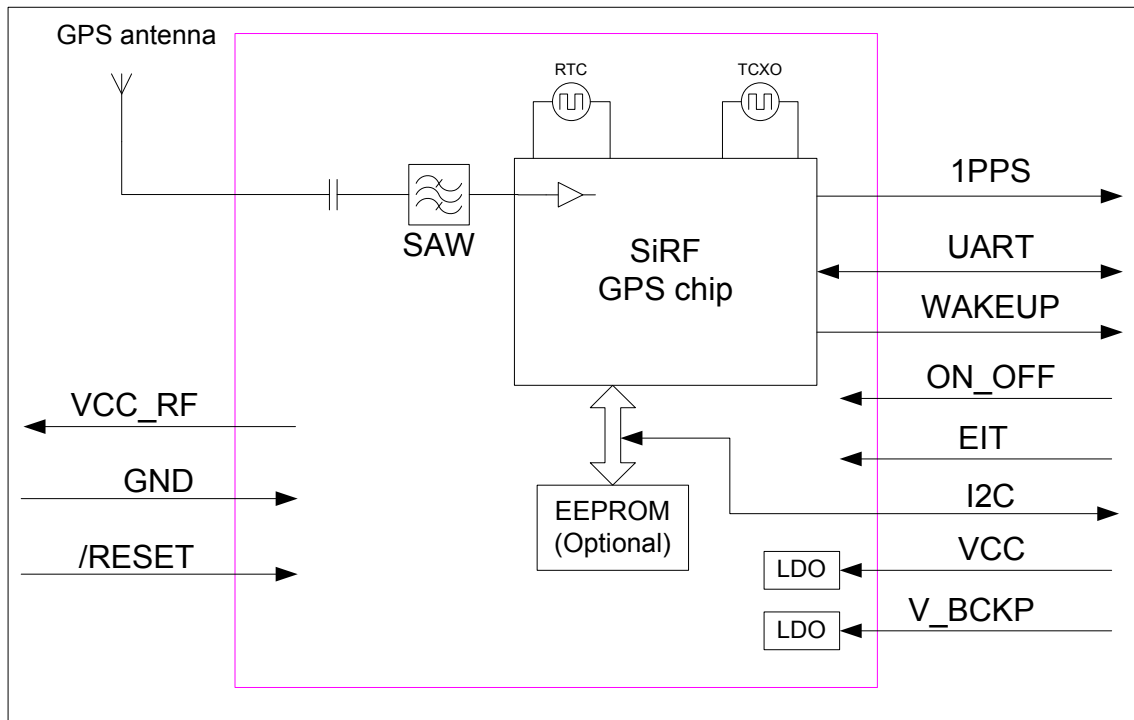 GPS antenna
RTC
TCXO
SAW
SiRF
GPS chip
1PPS
UART
WAKEUP
ON_OFF
EIT
I2C
VCC
V_BCKP
VCC_RF
GND
/RESET
EEPROM
(Optional)
LDO
LDO